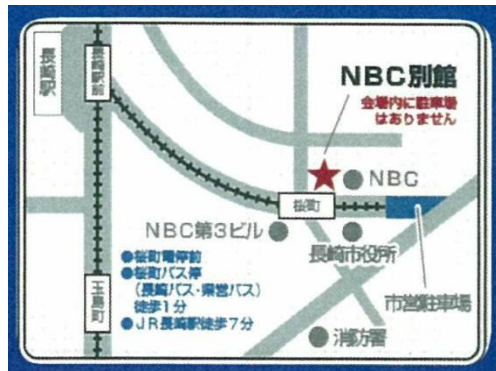 長崎駅
長崎駅前
NBC別館
会場内に駐車場
はありません
NBC
桜町
NBC第3ビル
長崎市役所
●桜町電停前
●桜町バス停
(長崎バス・県営バス)
徒歩1分
●JR長崎駅徒歩7分
市営駐車場
玉島町
消防署